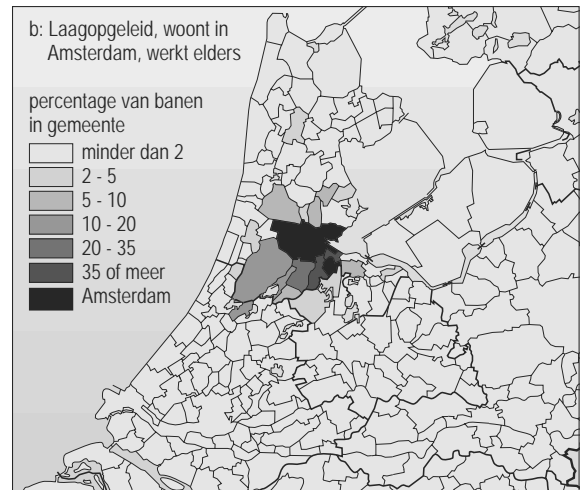 b: Laagopgeleid, woont in
Amsterdam, werkt elders
percentage van banen
in gemeente
minder dan 2
2 - 5
5 - 10
10 - 20
20 - 35
35 of meer
Amsterdam